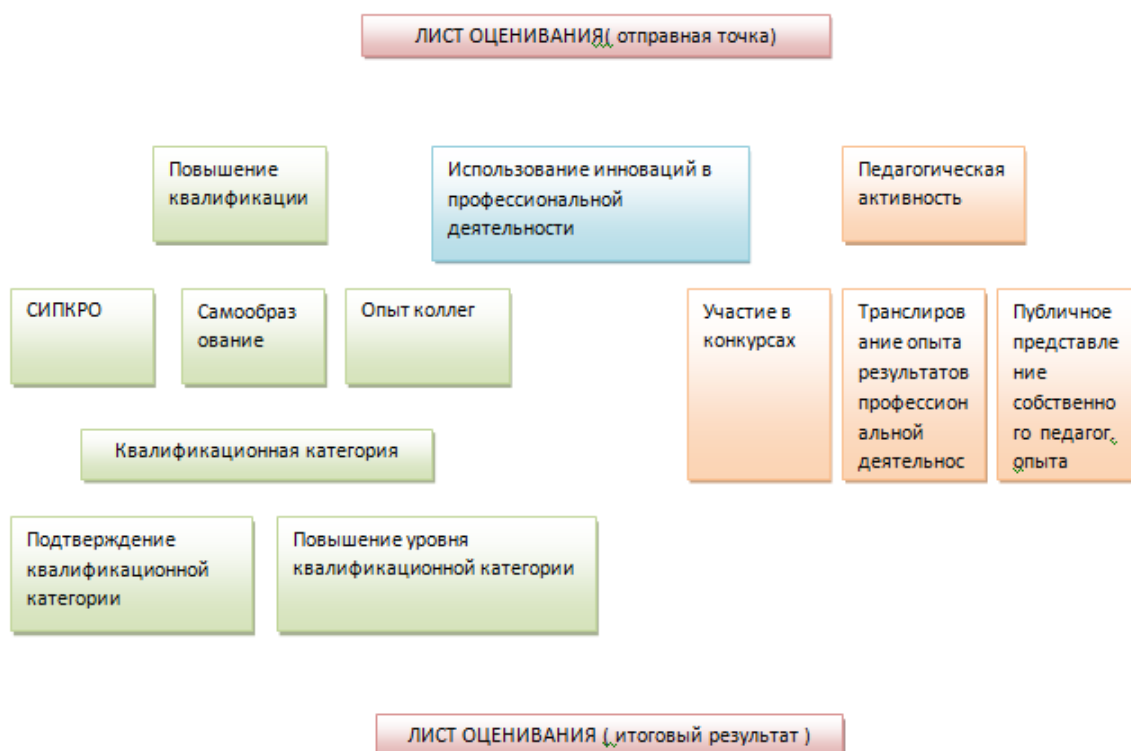 ЛИСТ ОЦЕНИВАНИЯ( отправная точка)
Повышение
квалификации
Использование инноваций в
профессиональной
деятельности
Педагогическая
активность
СИПКРО
Самообраз
ование
Опыт коллег
Участие в
конкурсах
Транслиров
ание опыта
результатов
профессион
альной
деятельнос
Публичное
представле
ние
собственно
го педагог,
опыта
Квалификационная категория
Подтверждение
квалификационной
категории
Повышение уровня
квалификационной категории
ЛИСТ ОЦЕНИВАНИЯ ( итоговый результат )